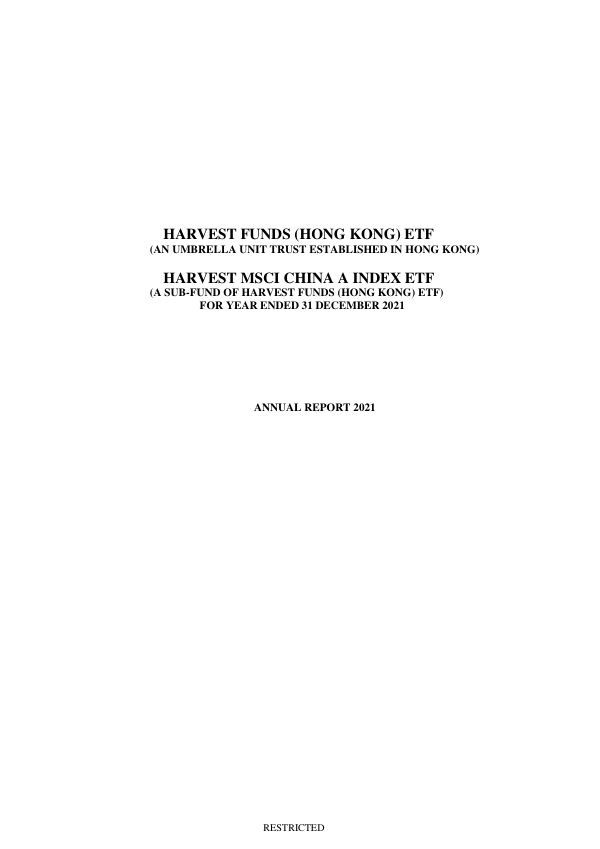 HARVEST FUNDS (HONG KONG) ETF
(AN UMBRELLA UNIT TRUST ESTABLISHED IN HONG KONG)
HARVEST MSCI CHINA A INDEX ETF
(A SUB-FUND OF HARVEST FUNDS (HONG KONG) ETF)
FOR YEAR ENDED 31 DECEMBER 2021
ANNUAL REPORT 2021
RESTRICTED